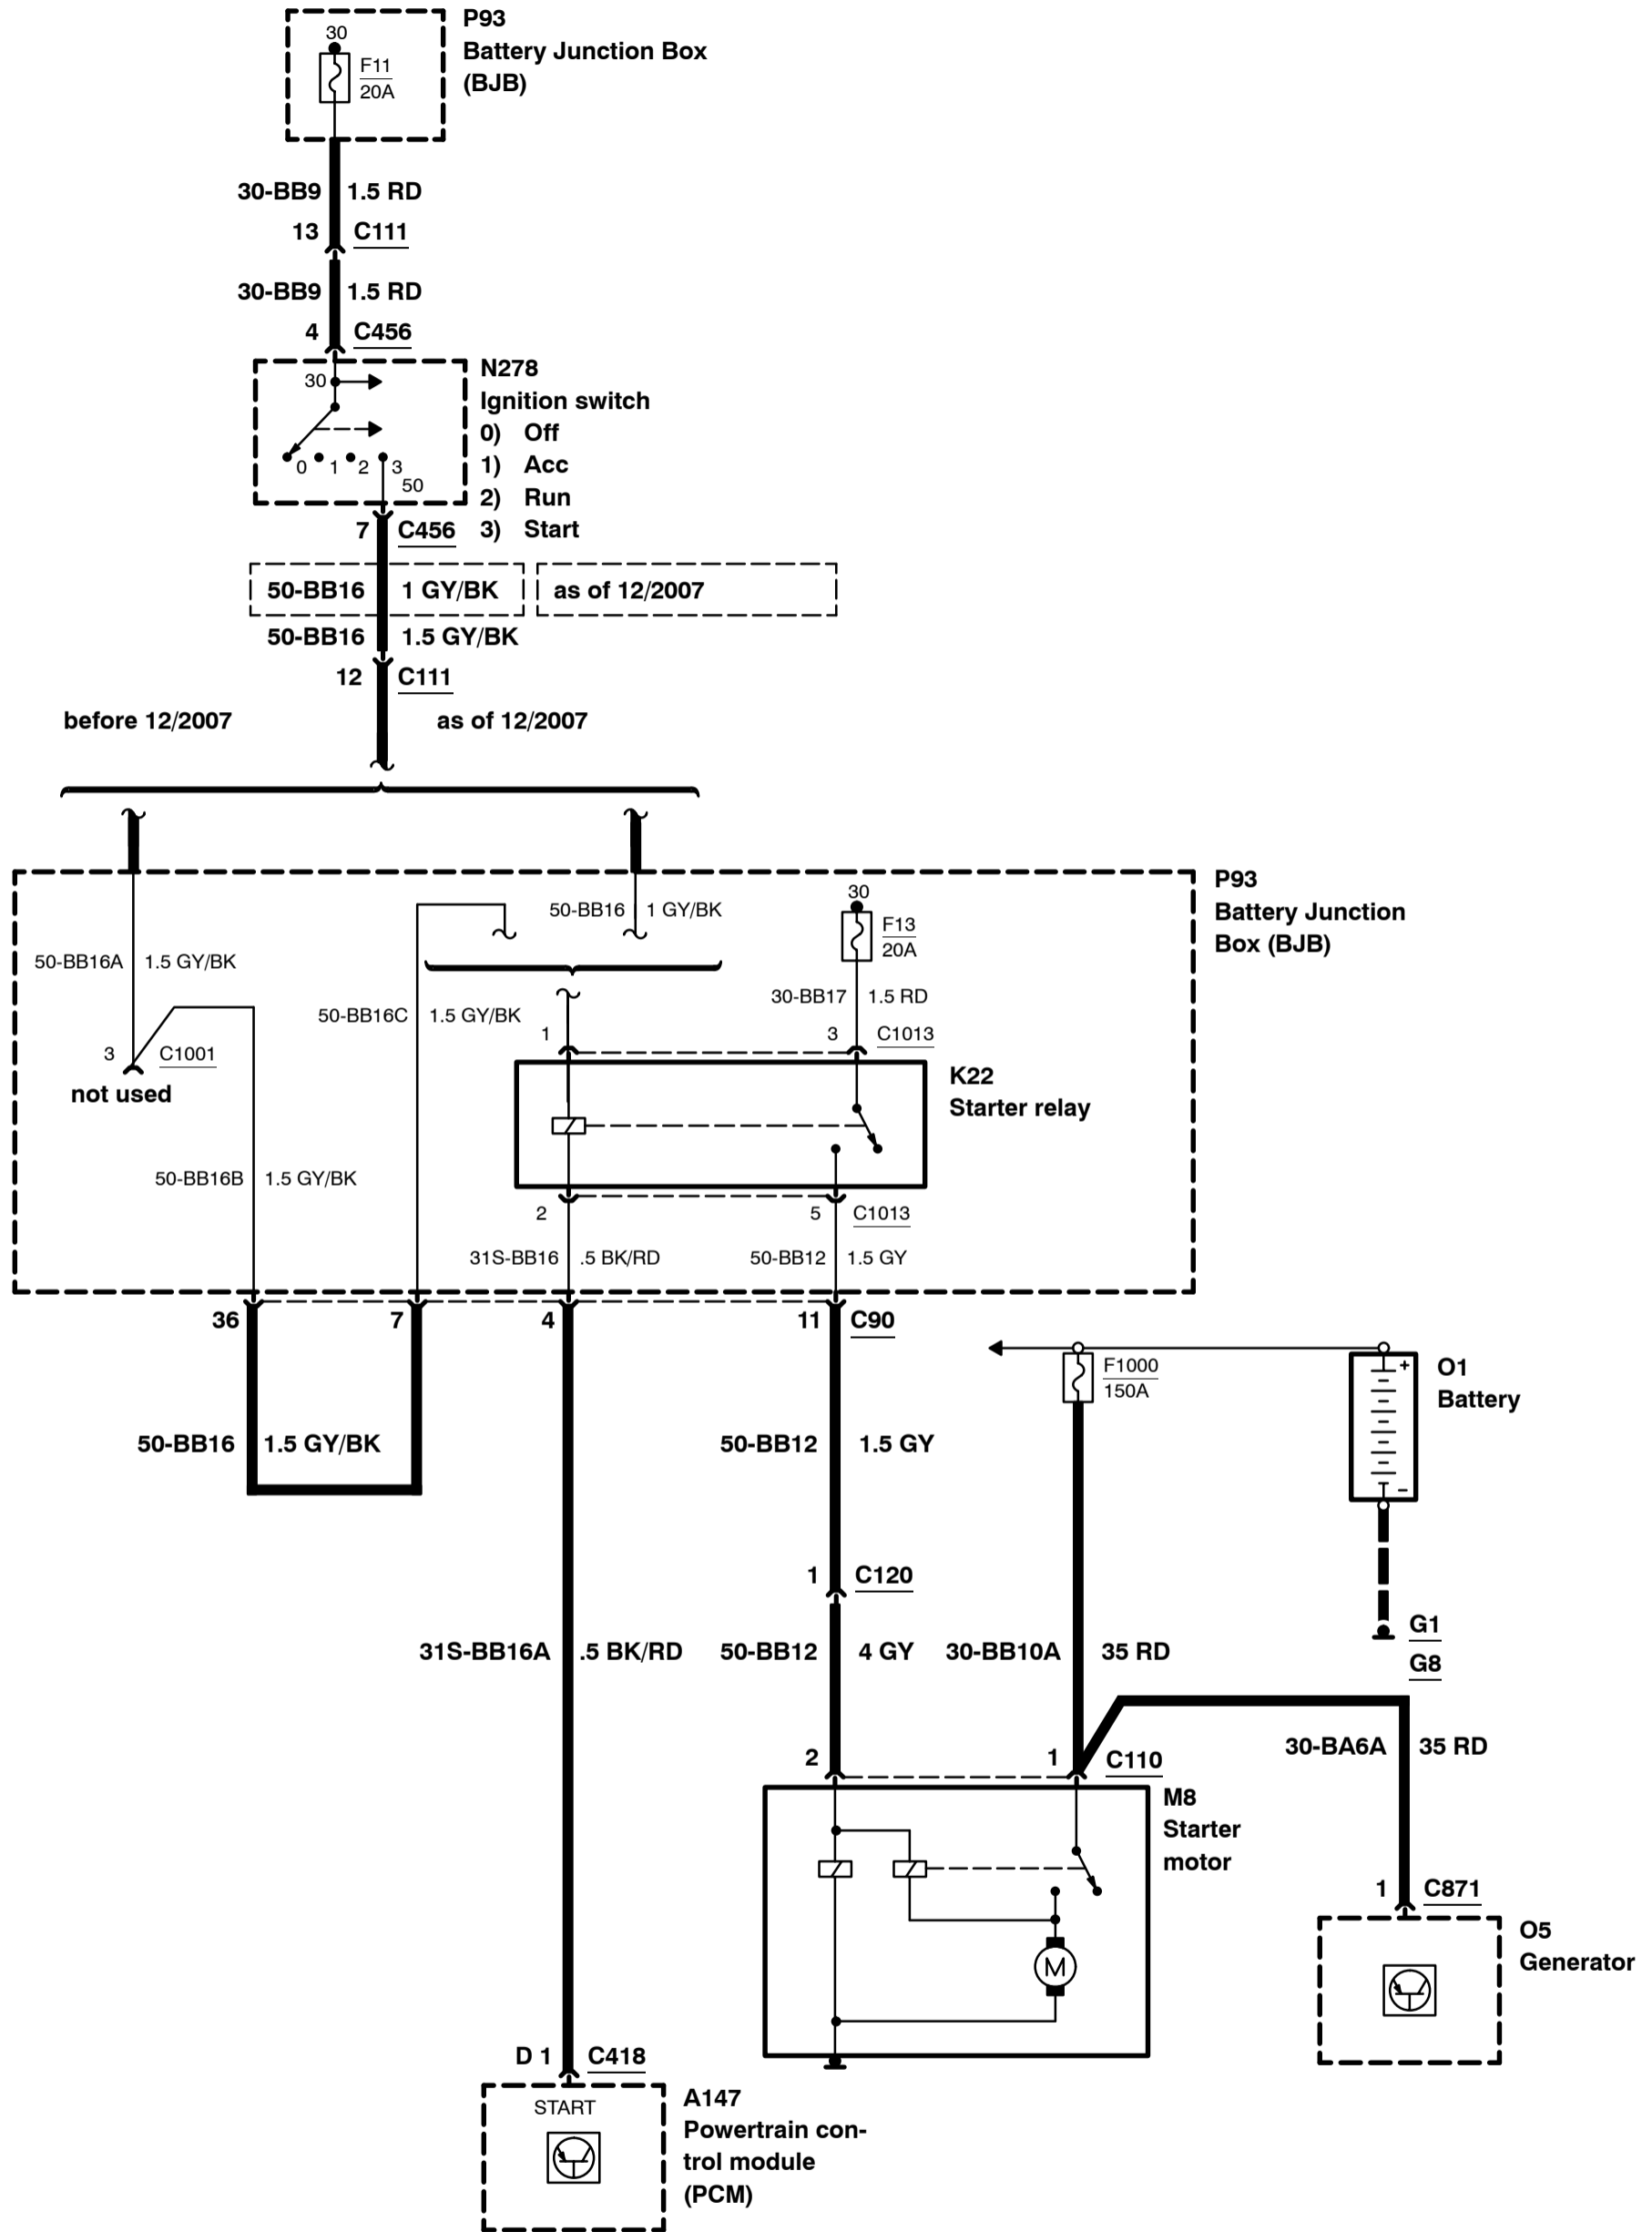 P93
30
Battery Junction Box
F11
(BJB)
20A
30-BB9 1.5 RD
13 C111
30-BB9 1.5 RD
4 C456
N278
30
Ignition switch
0) Off
0 1 2 3
1) Acc
50
2) Run
7 C456 3) Start
50-BB16 1 GY/BK as of 12/2007
50-BB16 1.5 GY/BK
12 C111
before 12/2007 as of 12/2007
P93
Battery Junction
Box (BJB)
30
50-BB16 1 GY/BK
F13
20A
50-BB16A 1.5 GY/BK
30-BB17 1.5 RD
50-BB16C 1.5 GY/BK
1 3 C1013
3 C1001
not used
K22
Starter relay
50-BB16B 1.5 GY/BK
2 5 C1013
31S-BB16 .5 BK/RD 50-BB12 1.5 GY
36 7 4 11 C90
F1000
150A
+
O1
Battery
50-BB16 1.5 GY/BK 50-BB12 1.5 GY
–
1 C120
G1
G8
31S-BB16A .5 BK/RD 50-BB12 4 GY 30-BB10A 35 RD
30-BA6A 35 RD
2 1 C110
M8
Starter
motor
1 C871
O5
Generator
M
D 1 C418
START
A147
Powertrain con-
trol module
(PCM)